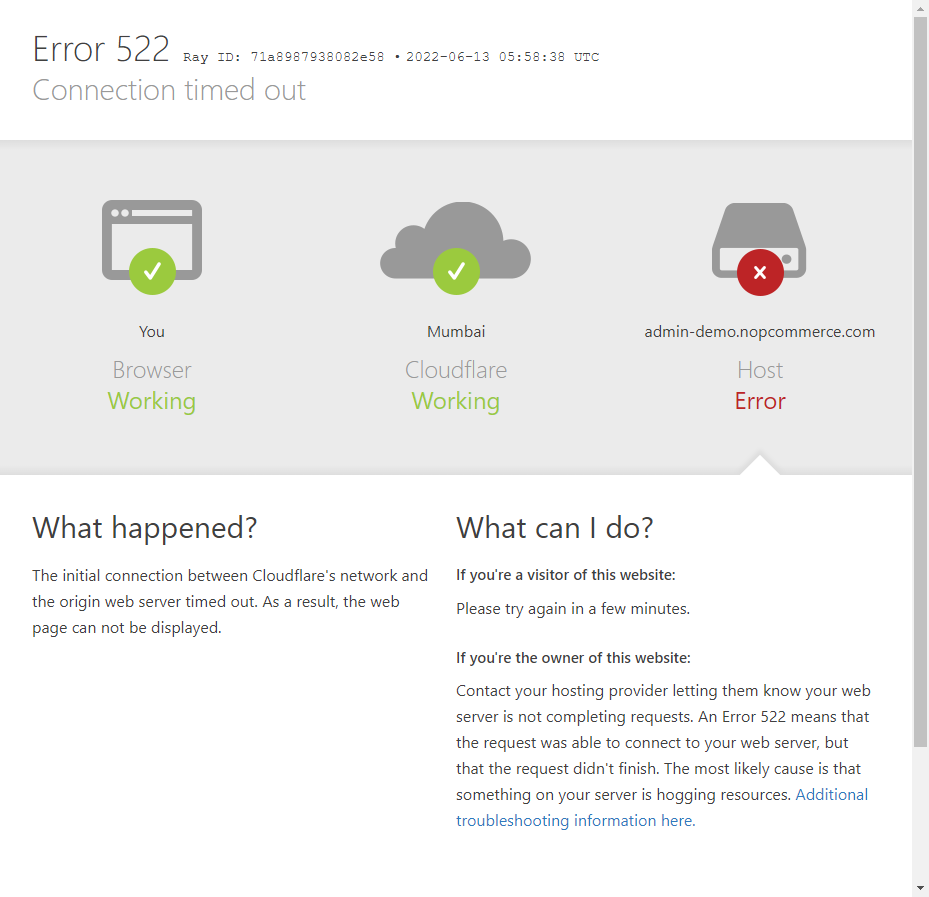 Error 522 Ray ID: 71a8987938082e58 • 2022-06-13 05:58:38 UTC
Connection timed out
You
Browser
Working
Mumbai
Cloudflare
Working
admin-demo.nopcommerce.com
Host
Error
What happened?
The initial connection between Cloudflare's network and
the origin web server timed out. As a result, the web
page can not be displayed.
What can I do?
If you're a visitor of this website:
Please try again in a few minutes.
If you're the owner of this website:
Contact your hosting provider letting them know your web
server is not completing requests. An Error 522 means that
the request was able to connect to your web server, but
that the request didn't finish. The most likely cause is that
something on your server is hogging resources. Additional
troubleshooting information here.